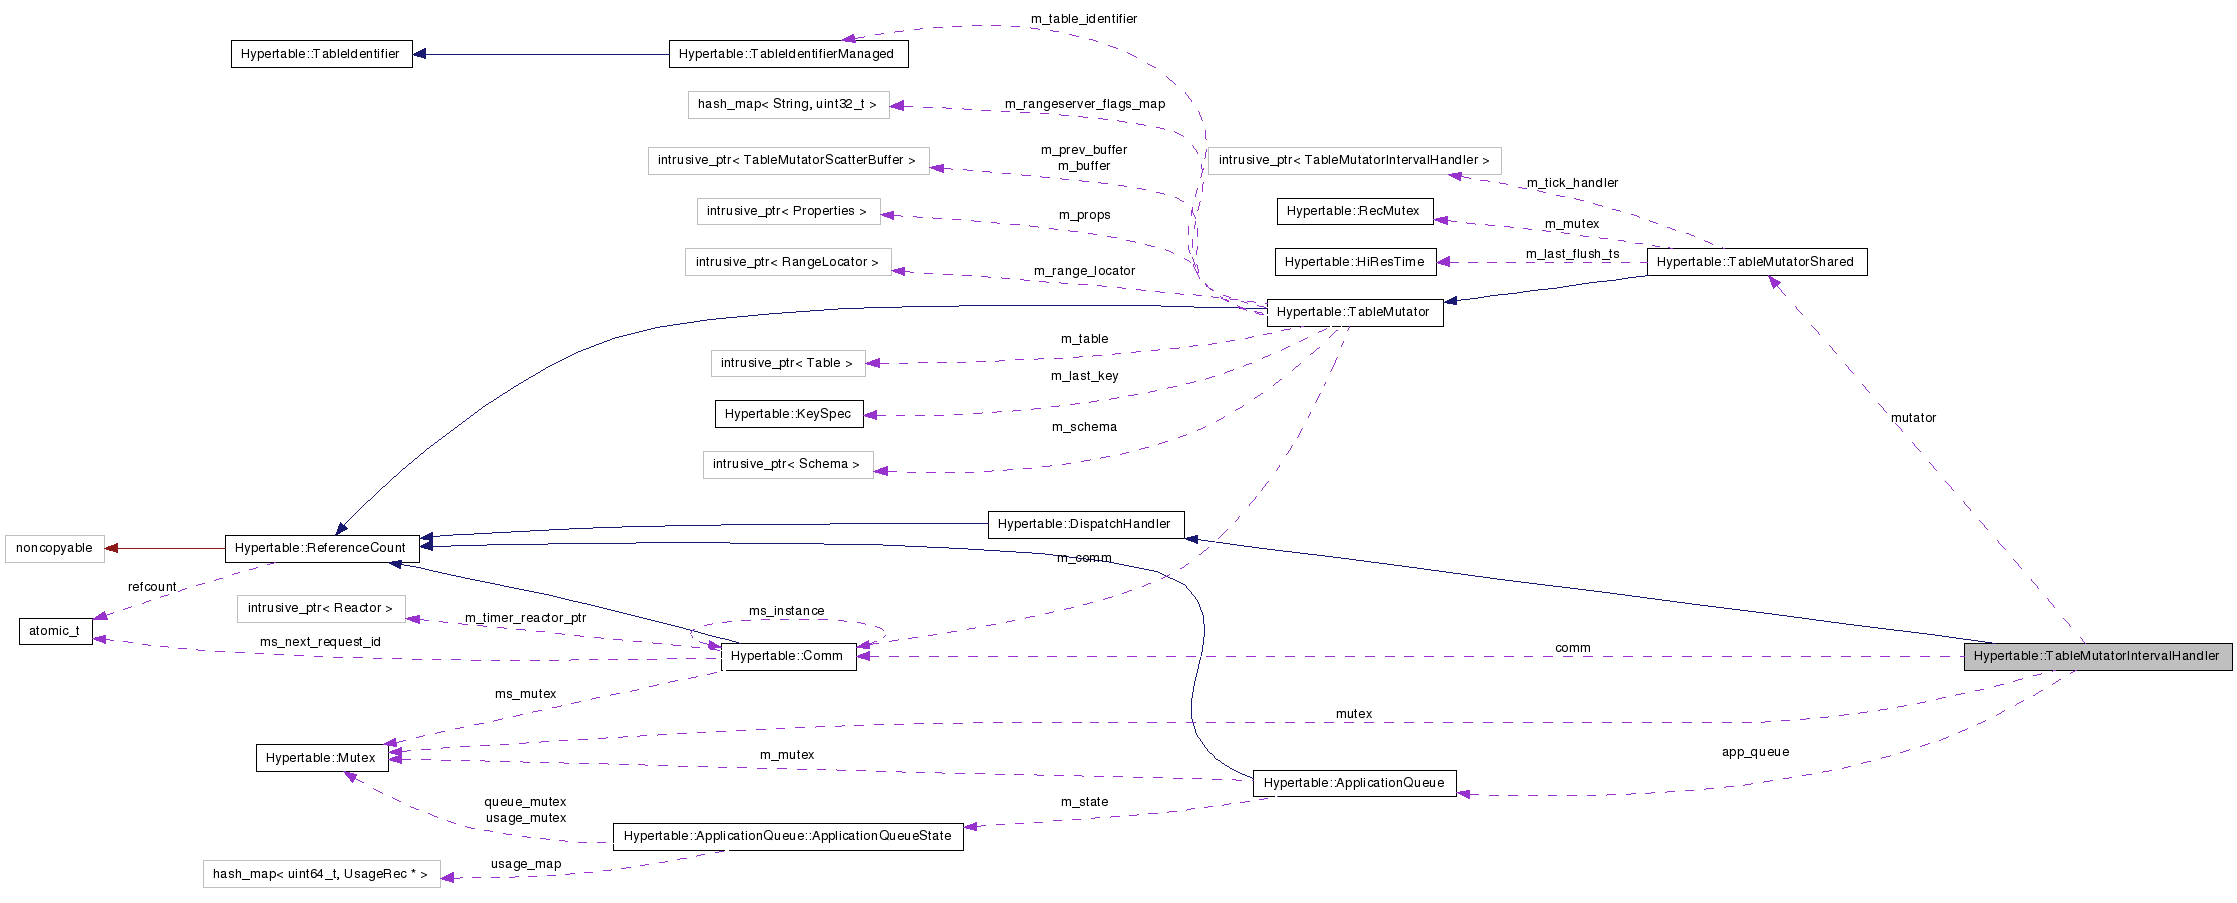 m_table_identifier
Hypertable::TableIdentifier
Hypertable::TableIdentifierManaged
hash_map< String, uint32_t >
m_rangeserver_flags_map
intrusive_ptr< TableMutatorScatterBuffer >
m_prev_buffer
m_buffer
intrusive_ptr< TableMutatorIntervalHandler >
m_tick_handler
intrusive_ptr< Properties >
m_props
Hypertable::RecMutex
m_mutex
intrusive_ptr< RangeLocator >
m_range_locator
Hypertable::HiResTime
m_last_flush_ts
Hypertable::TableMutatorShared
Hypertable::TableMutator
m_table
intrusive_ptr< Table >
m_last_key
Hypertable::KeySpec
mutator
m_schema
intrusive_ptr< Schema >
Hypertable::DispatchHandler
noncopyable
Hypertable::ReferenceCount
m_comm
refcount
intrusive_ptr< Reactor >
m_timer_reactor_ptr
ms_instance
atomic_t
ms_next_request_id
Hypertable::Comm
comm
Hypertable::TableMutatorIntervalHandler
ms_mutex
mutex
Hypertable::Mutex
m_mutex
app_queue
Hypertable::ApplicationQueue
queue_mutex
usage_mutex
m_state
Hypertable::ApplicationQueue::ApplicationQueueState
usage_map
hash_map< uint64_t, UsageRec * >